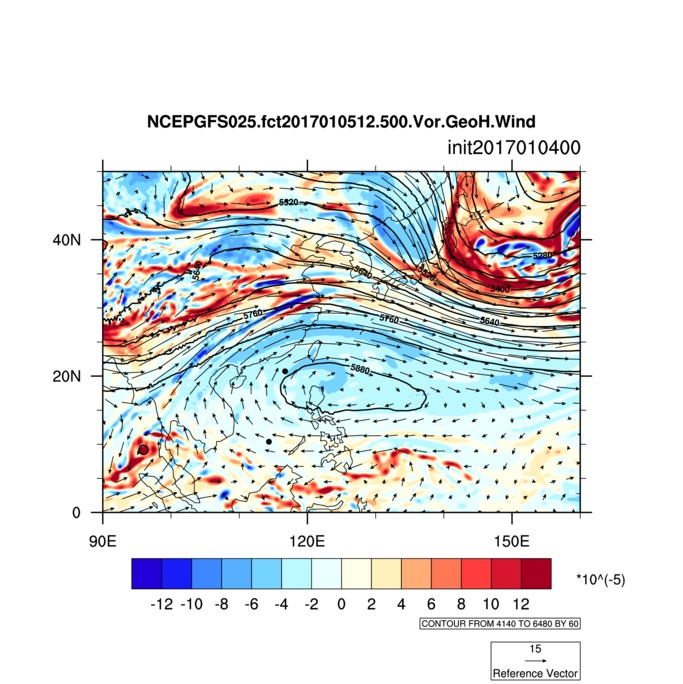 NCEPGFS025.fct2017010512.500.Vor.GeoH.Wind
init2017010400
5320
40N
5280
5640
5400
5760
5760
5640
5880
20N
0
90E 120E 150E
-12 -10 -8 -6 -4 -2 0 2 4 6 8 10 12
*10^(-5)
CONTOUR FROM 4140 TO 6480 BY 60
15
Reference Vector